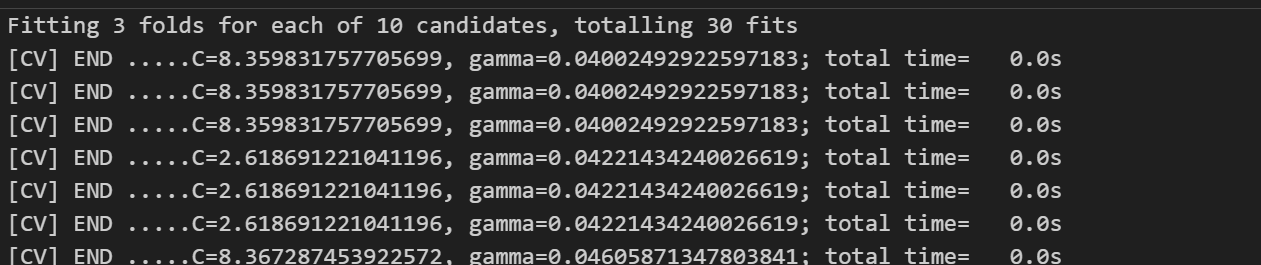 Fitting 3 folds for each of 10 candidates, totalling 30 fits
[CV] END .....C=8.359831757705699, gamma=0.04002492922597183; total time=   0.0s
[CV] END .....C=8.359831757705699, gamma=0.04002492922597183; total time=   0.0s
[CV] END .....C=8.359831757705699, gamma=0.04002492922597183; total time=   0.0s
[CV] END .....C=2.618691221041196, gamma=0.04221434240026619; total time=   0.0s
[CV] END .....C=2.618691221041196, gamma=0.04221434240026619; total time=   0.0s
[CV] END .....C=2.618691221041196, gamma=0.04221434240026619; total time=   0.0s
[CV] END .....C=8.367287453922572, gamma=0.04605871347803841; total time=   0.0s